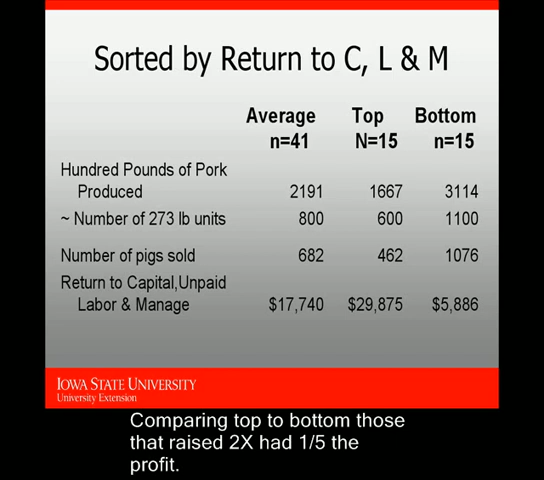 Sorted by Return to C, L & M
Average Top Bottom
n=41 N=15 n=15
Hundred Pounds of Pork
Produced 2191 1667 3114
~ Number of 273 lb units 800 600 1100
Number of pigs sold 682 462 1076
Return to Capital,Unpaid
Labor & Manage $17,740 $29,875 $5,886
IOWA STATE UNIVERSITY
University Extension
Comparing top to bottom those
that raised 2X had 1/5 the
profit.